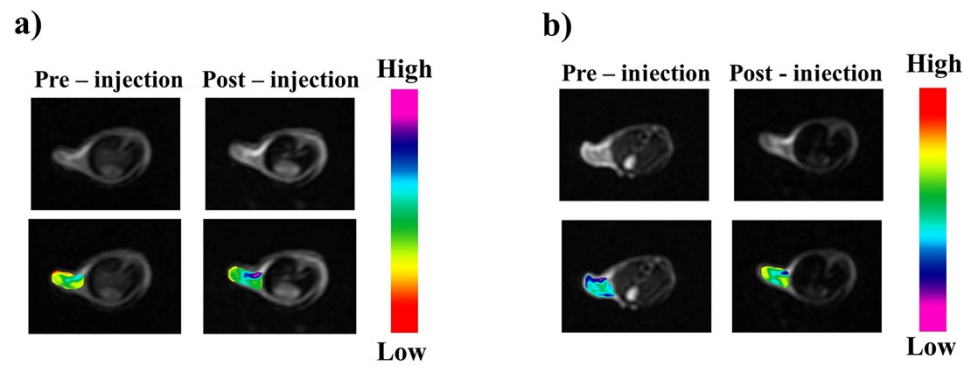 a)
Pre – injection
Post – injection
High
Low
b)
Pre – iniection
Post - iniection
High
Low